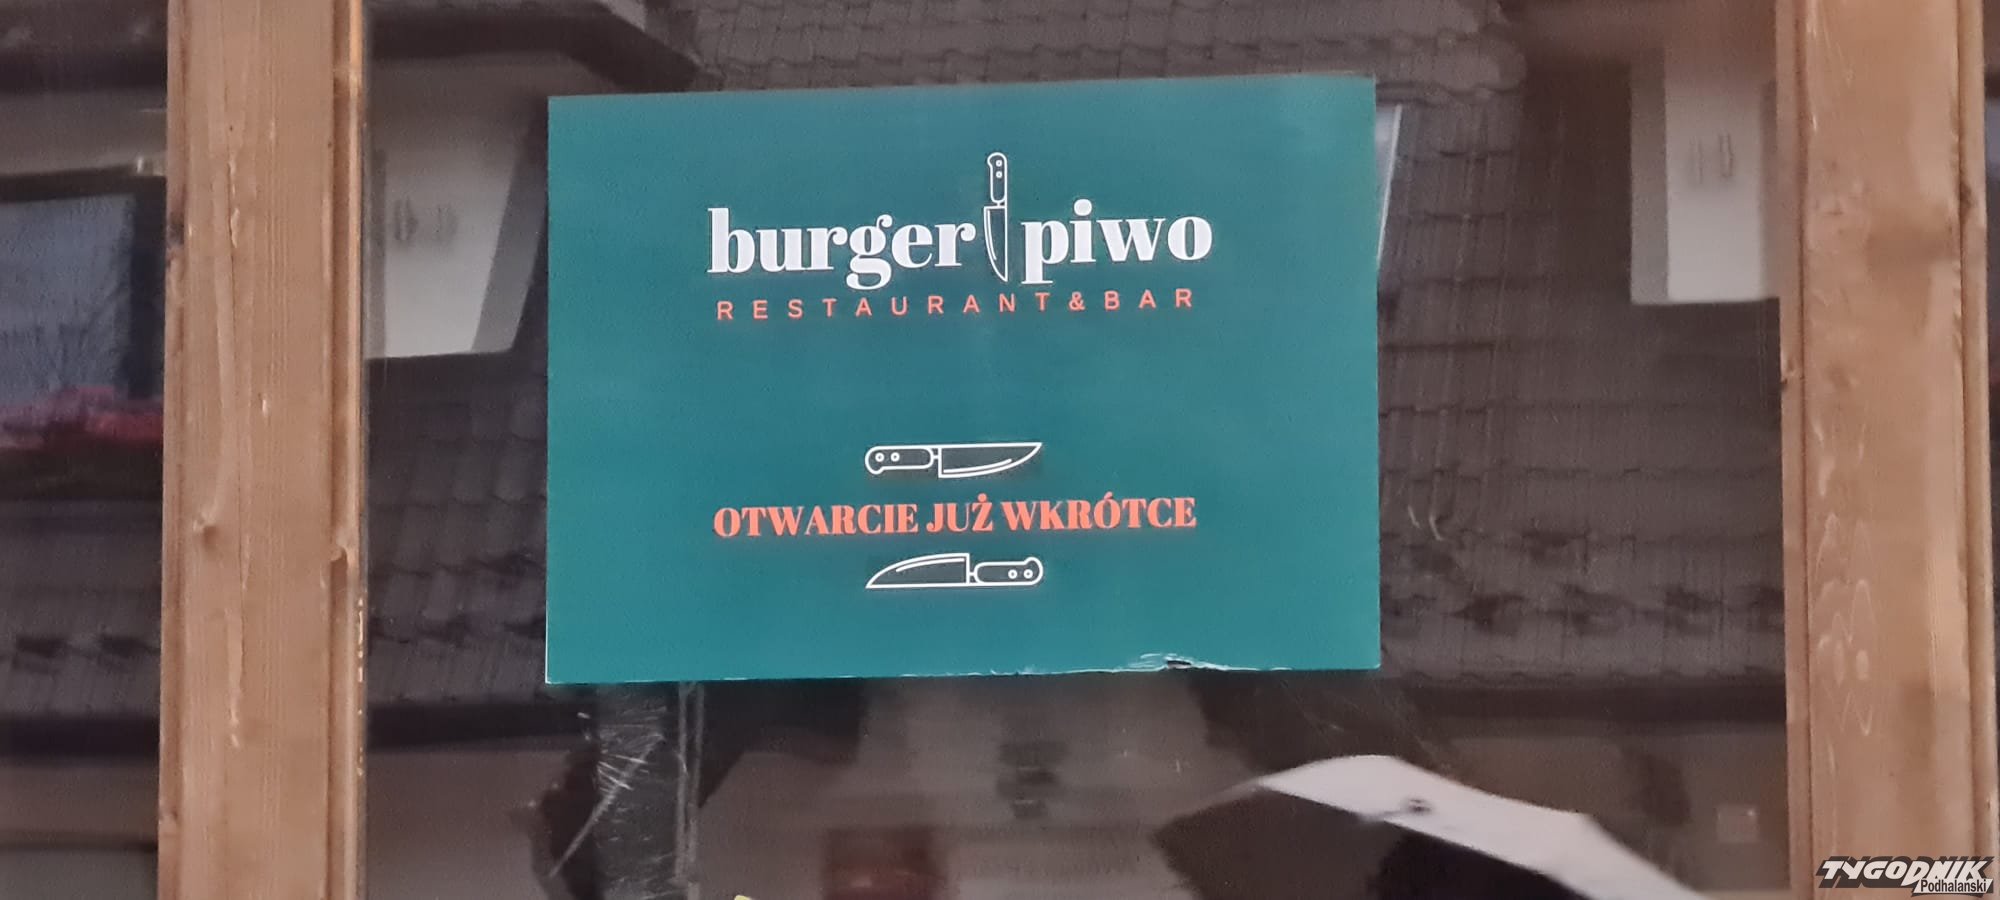 burger piwo
RESTAURANT&BAR
OTWARCIE JUŻ WKRÓTCE
TYGODNIK
Podhalański